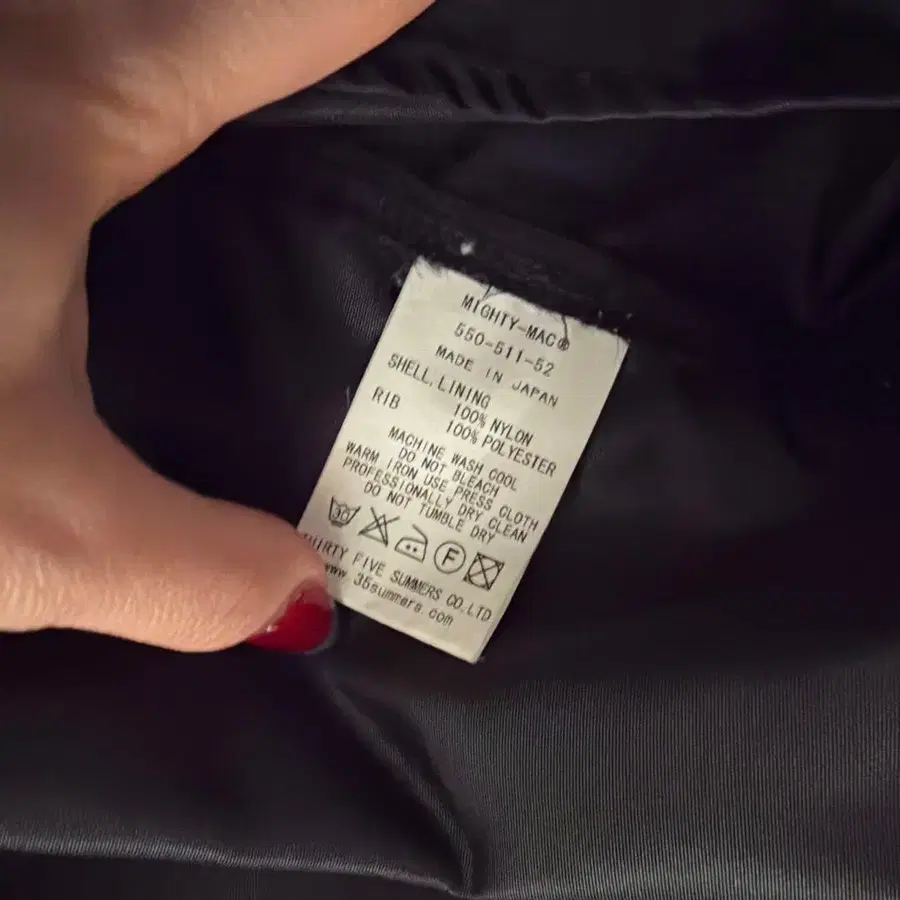 MIGHTY-MAC®
550-511-52
MADE IN JAPAN
SHELL, LINING
100% NYLON
RIB 100% POLYESTER
MACHINE WASH COOL
DO NOT BLEACH
WARM IRON USE PRESS CLOTH
PROFESSIONALLY DRY CLEAN
DO NOT TUMBLE DRY
30 F
THIRTY FIVE SUMMERS CO.LTD
www.35summers.com